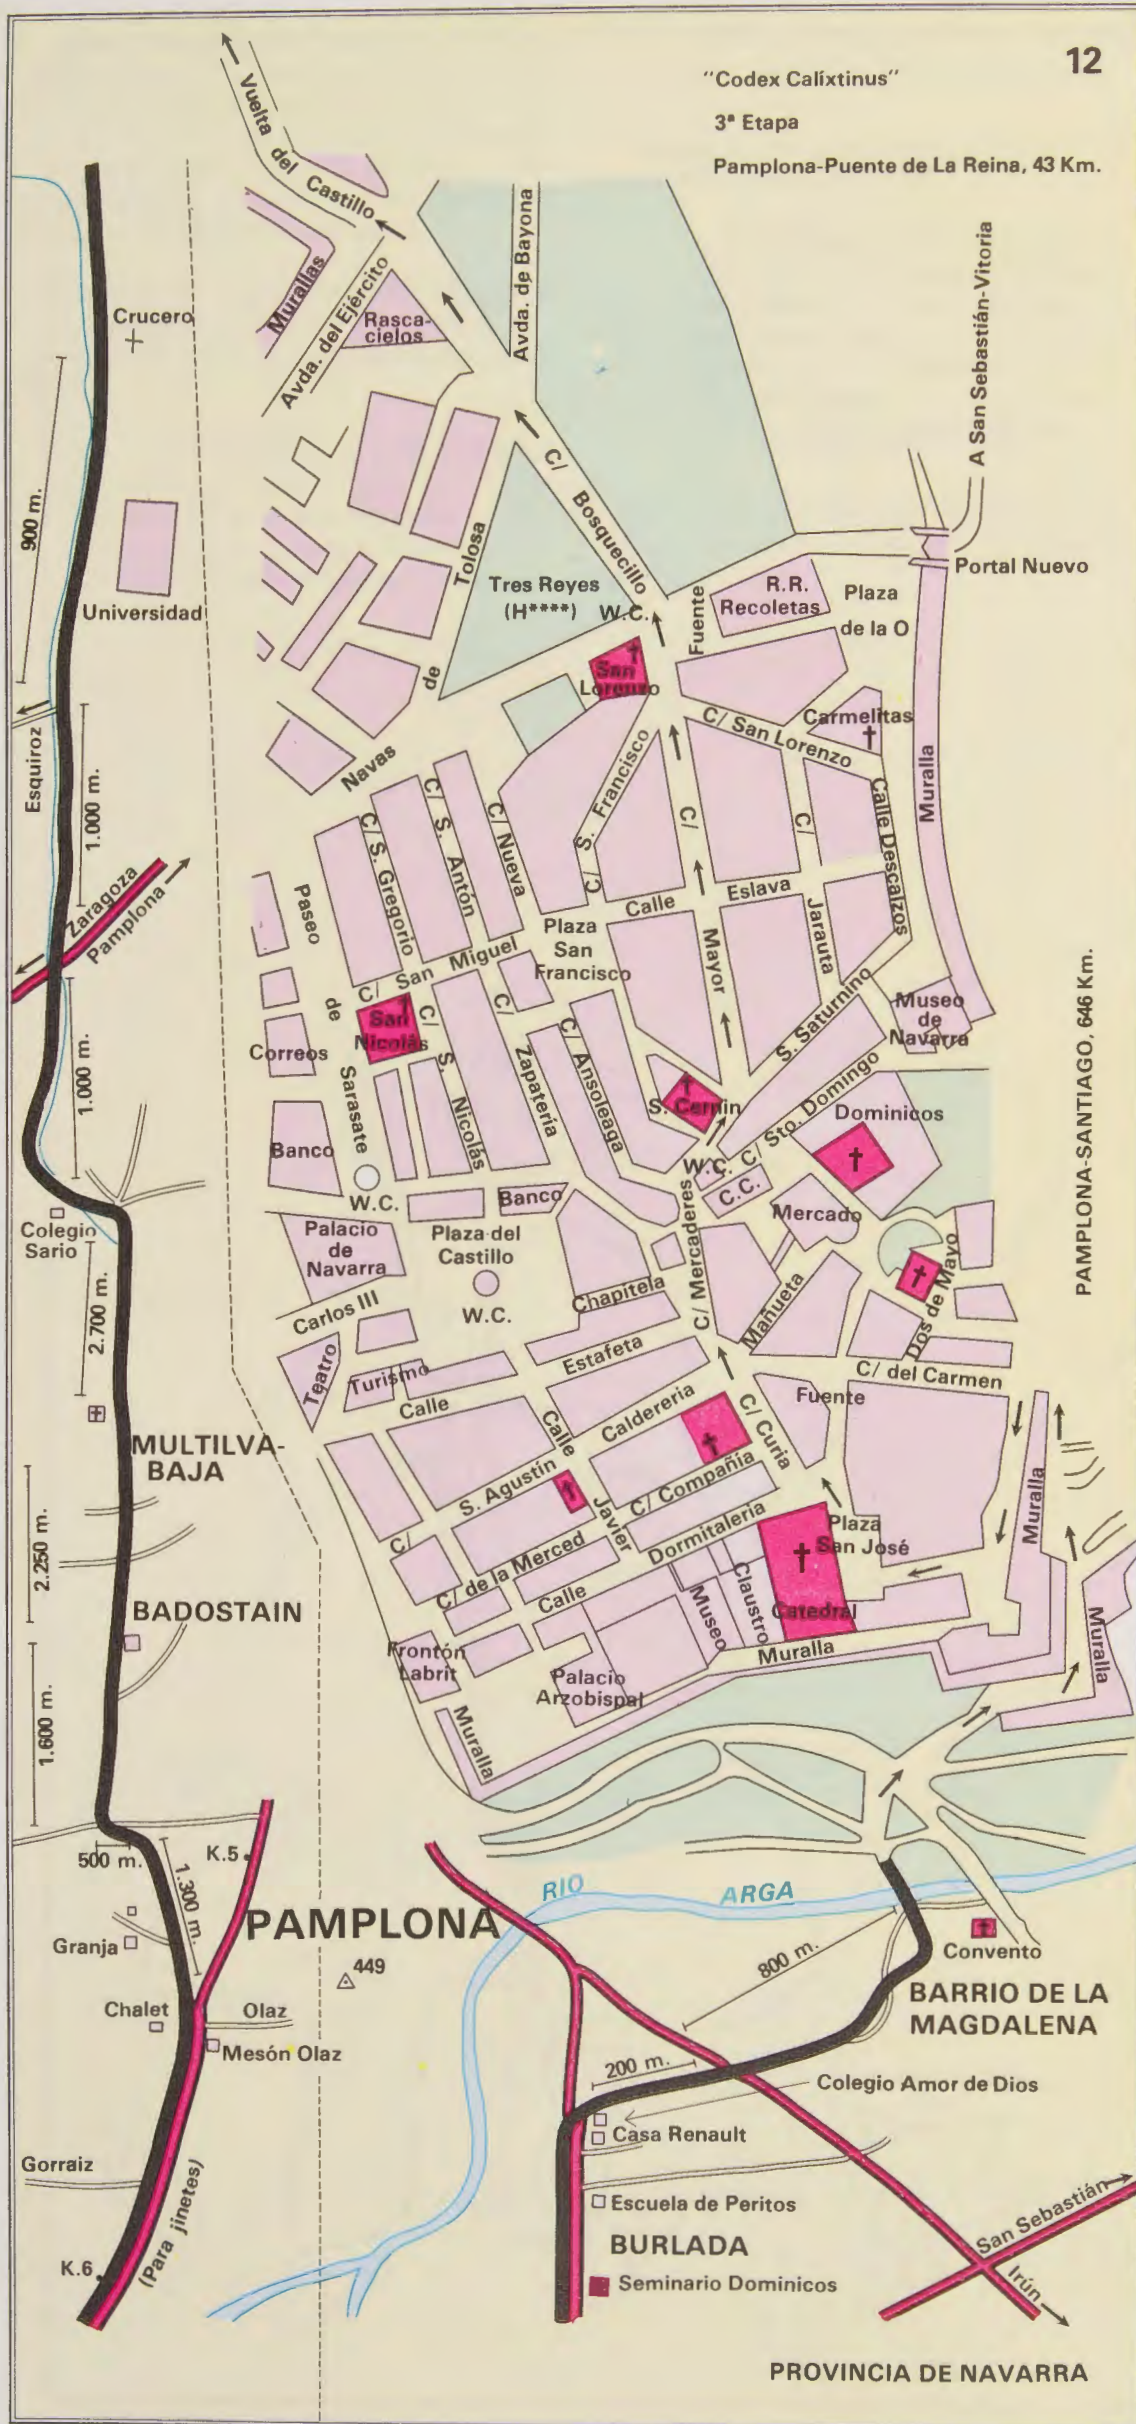 12
"Codex Calíxtinus"
3ª Etapa
Pamplona-Puente de La Reina, 43 Km.
Vuelta del Castillo
Murallas
Avda. del Ejército
Rasca-
cielos
Avda. de Bayona
A San Sebastián-Vitoria
Crucero
900 m.
Universidad
C/ Bosquecillo
Tolosa
de
Navas
Tres Reyes
(H****)
W.C.
Fuente
R.R.
Recoletas
Plaza
de la O
Portal Nuevo
San
Lorenzo
C/ San Lorenzo
Carmelitas
Muralla
Esquiroz
1.000 m.
Zaragoza
Pamplona
C/ S. Francisco
C/ S. Gregorio
C/ S. Antón
C/ Nueva
C/ Mayor
C/ Jarauta
Calle Descalzos
Calle Eslava
Paseo de Sarasate
Plaza
San
Francisco
C/ San Miguel
San
Nicolás
C/ S. Nicolás
C/ Zapatería
C/ Ansoleaga
S. Saturnino
Museo
de
Navarra
PAMPLONA-SANTIAGO, 646 Km.
1.000 m.
Correos
S. Cernin
C/ Sto. Domingo
Dominicos
Banco
W.C.
W.C.
C.C.
Mercado
Banco
Colegio
Sario
2.700 m.
Palacio
de
Navarra
Plaza del
Castillo
W.C.
C/ Mercaderes
Chapitela
Mañueta
Dos de Mayo
Carlos III
Teatro
Turismo
Estafeta
Calle
C/ del Carmen
Fuente
Calle Javier
Caldereria
C/ Curia
MULTILVA-
BAJA
2.250 m.
C/ S. Agustín
C/ Compañía
Dormitaleria
Calle
Plaza
San José
Muralla
C/ de la Merced
Museo
Claustro
Catedral
Muralla
Muralla
BADOSTAIN
1.600 m.
Frontón
Labrit
Palacio
Arzobispal
Muralla
500 m.
1.300 m.
K.5
PAMPLONA
449
RIO ARGA
Granja
800 m.
Convento
BARRIO DE LA
MAGDALENA
Chalet
Olaz
Mesón Olaz
200 m.
Colegio Amor de Dios
Casa Renault
Gorraiz
(Para jinetes)
K.6
Escuela de Peritos
BURLADA
Seminario Dominicos
San Sebastián
Irún
PROVINCIA DE NAVARRA